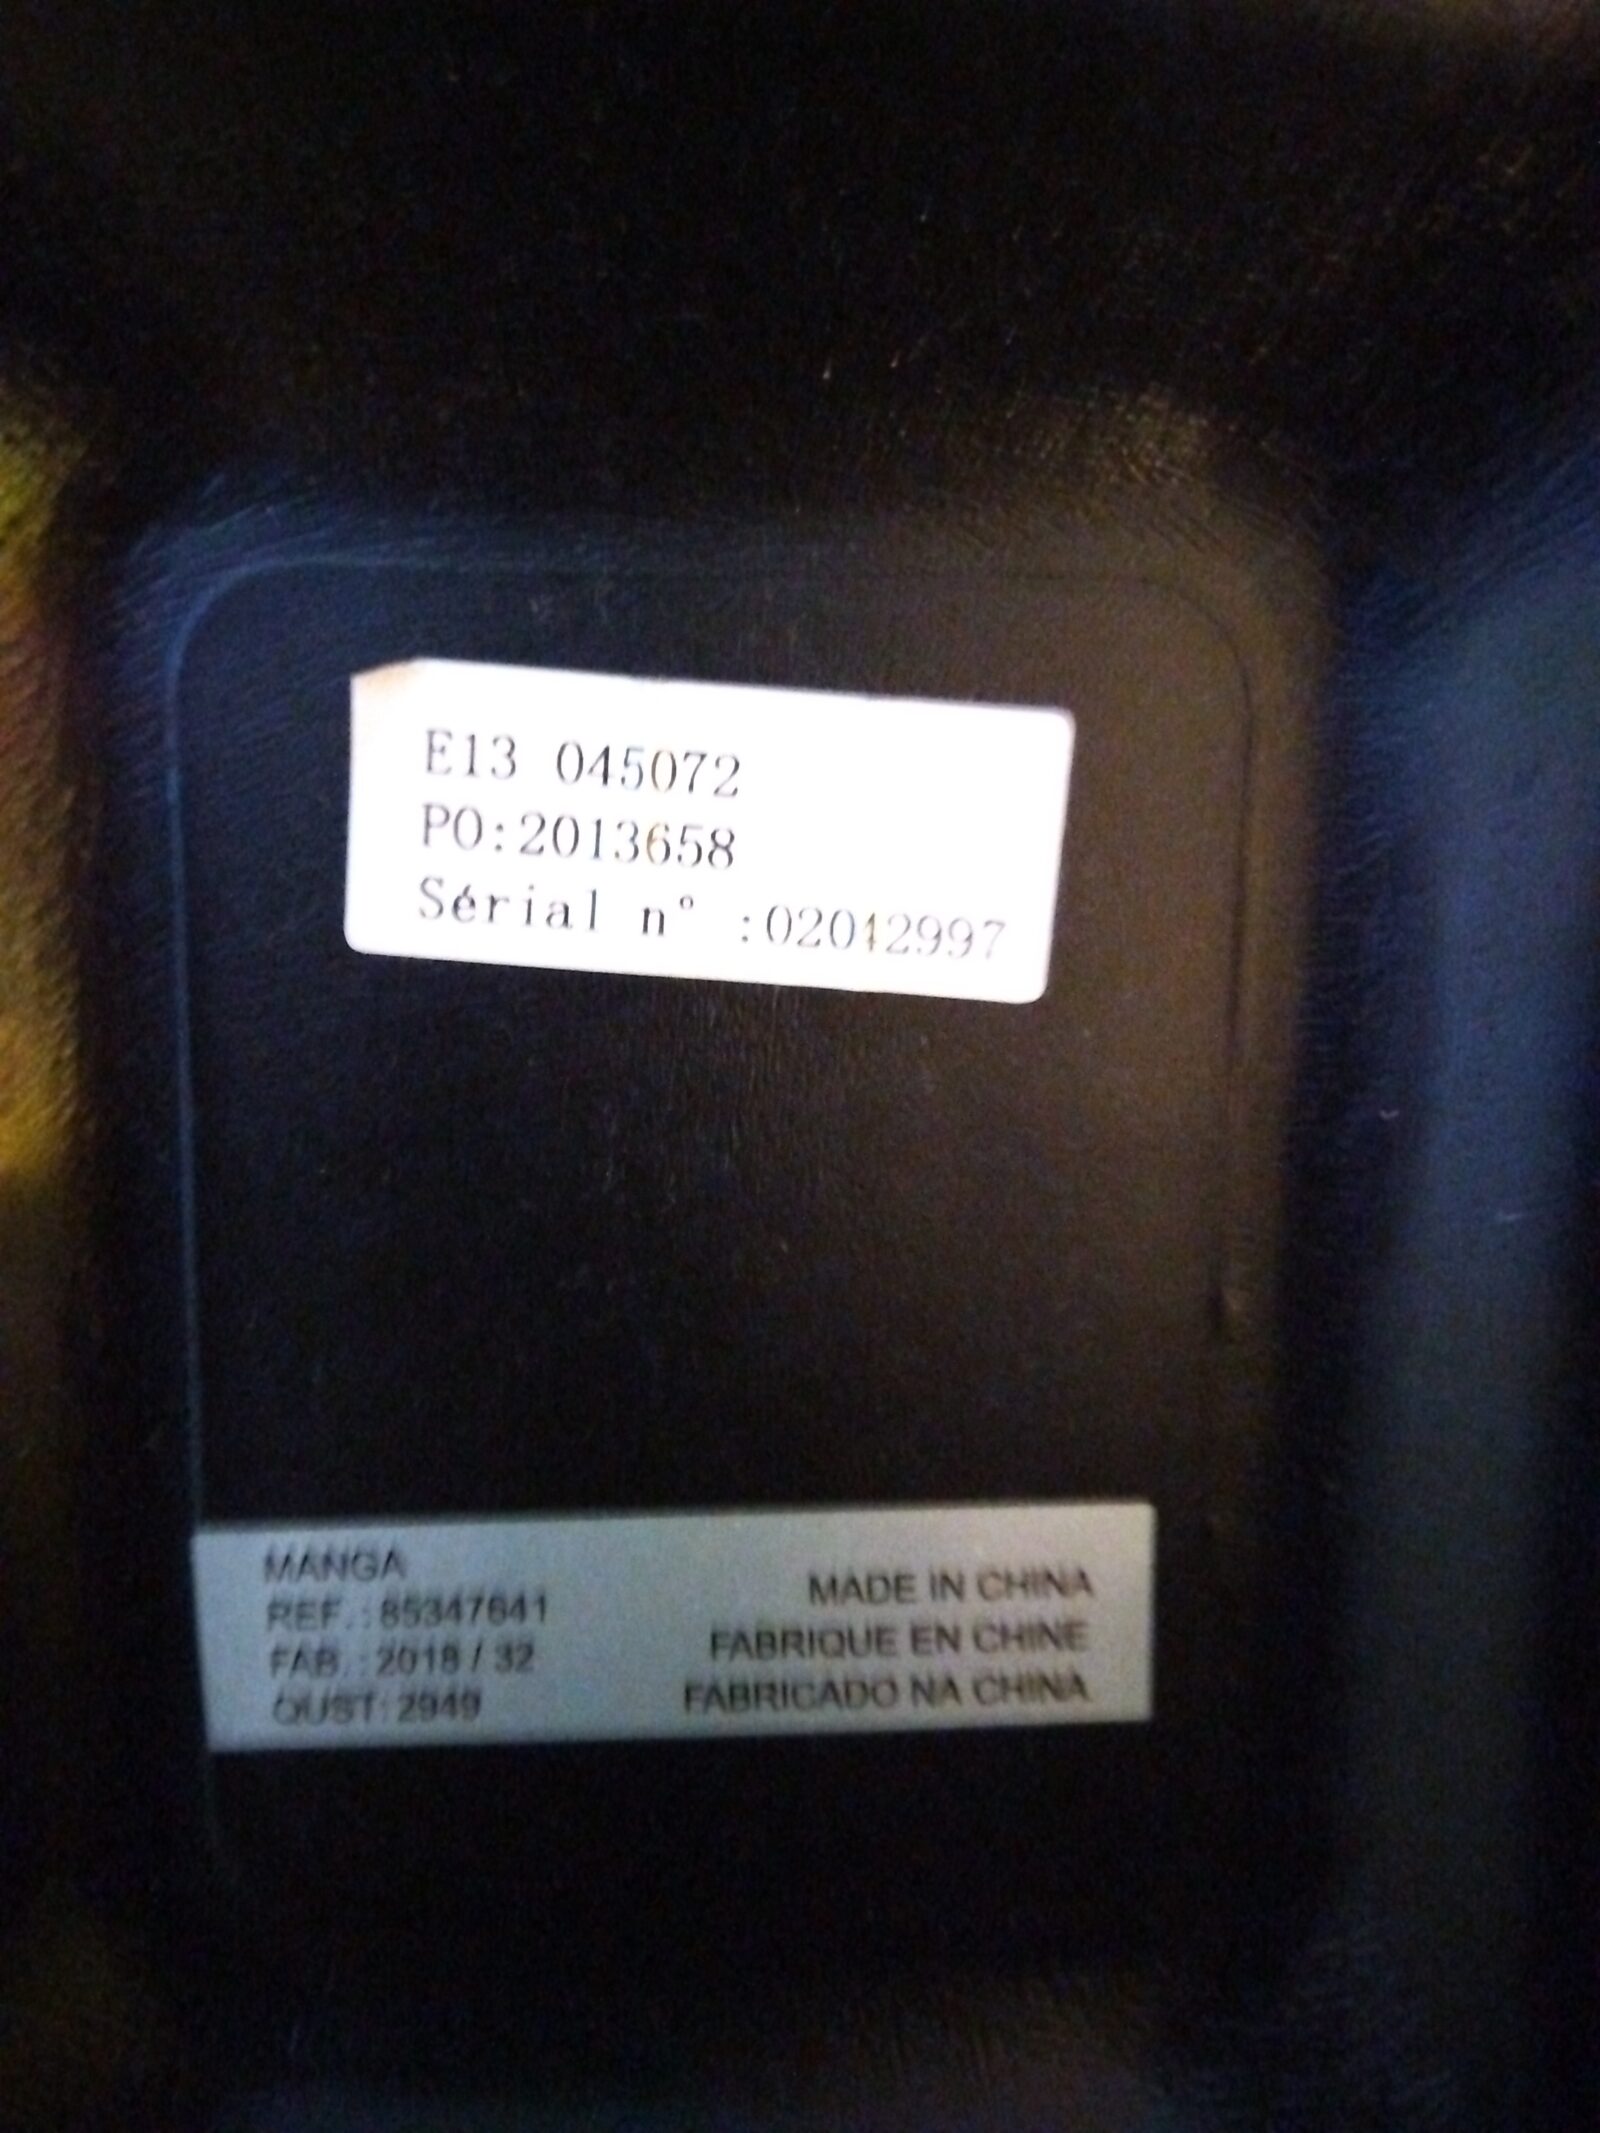 E13 045072
PO:2013658
Sérial n° :02012997
MANGA
REF.: 85347641
FAB.: 2018 / 32
QUST: 2949
MADE IN CHINA
FABRIQUE EN CHINE
FABRICADO NA CHINA